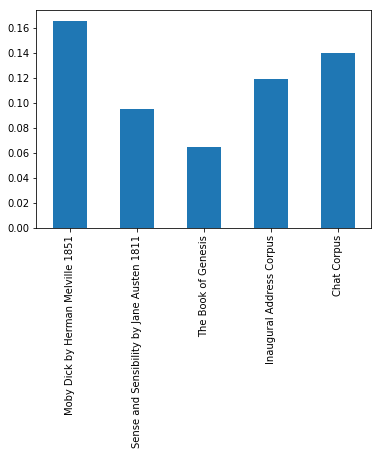 0.16
0.14
0.12
0.10
0.08
0.06
0.04
0.02
0.00
Moby Dick by Herman Melville 1851
Sense and Sensibility by Jane Austen 1811
The Book of Genesis
Inaugural Address Corpus
Chat Corpus